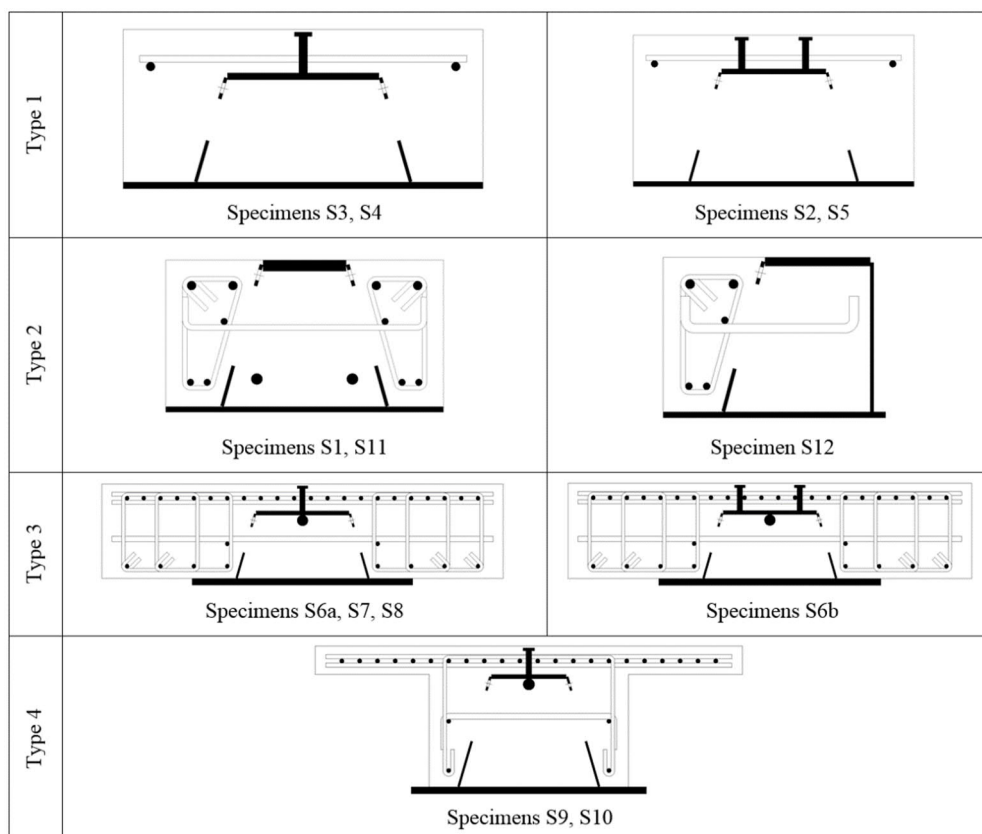 Type 1
Specimens S3, S4
Specimens S2, S5
Type 2
Specimens S1, S11
Specimen S12
Type 3
Specimens S6a, S7, S8
Specimens S6b
Type 4
Specimens S9, S10